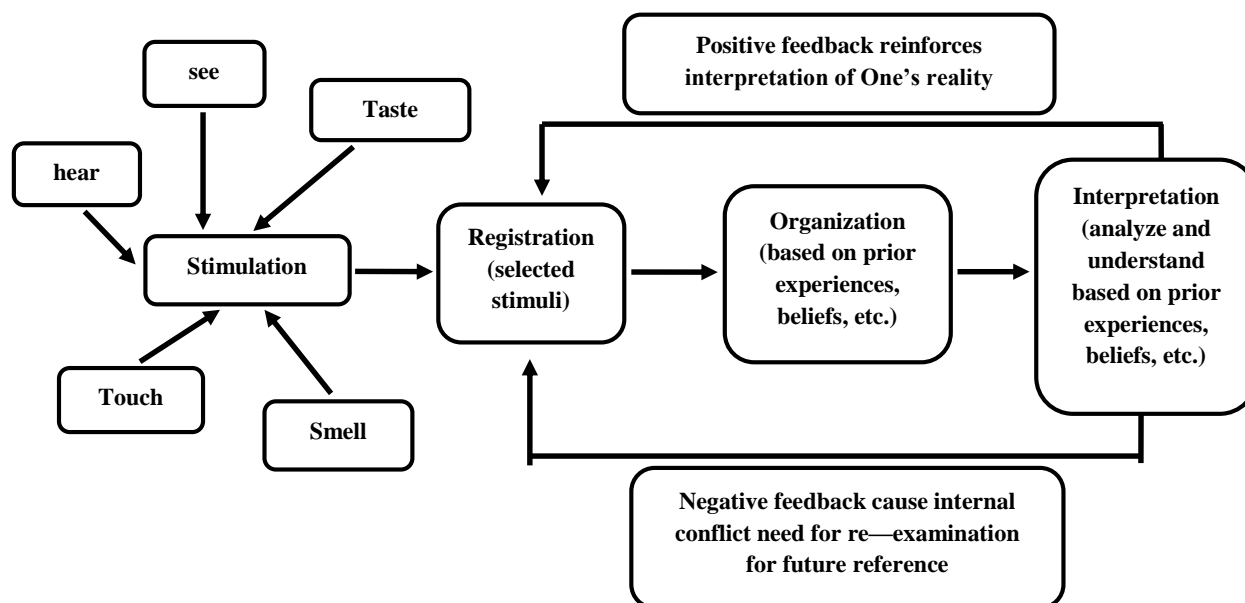 see
Taste
hear
Stimulation
Touch
Smell
Positive feedback reinforces
interpretation of One’s reality
Registration
(selected
stimuli)
Organization
(based on prior
experiences,
beliefs, etc.)
Interpretation
(analyze and
understand
based on prior
experiences,
beliefs, etc.)
Negative feedback cause internal
conflict need for re—examination
for future reference